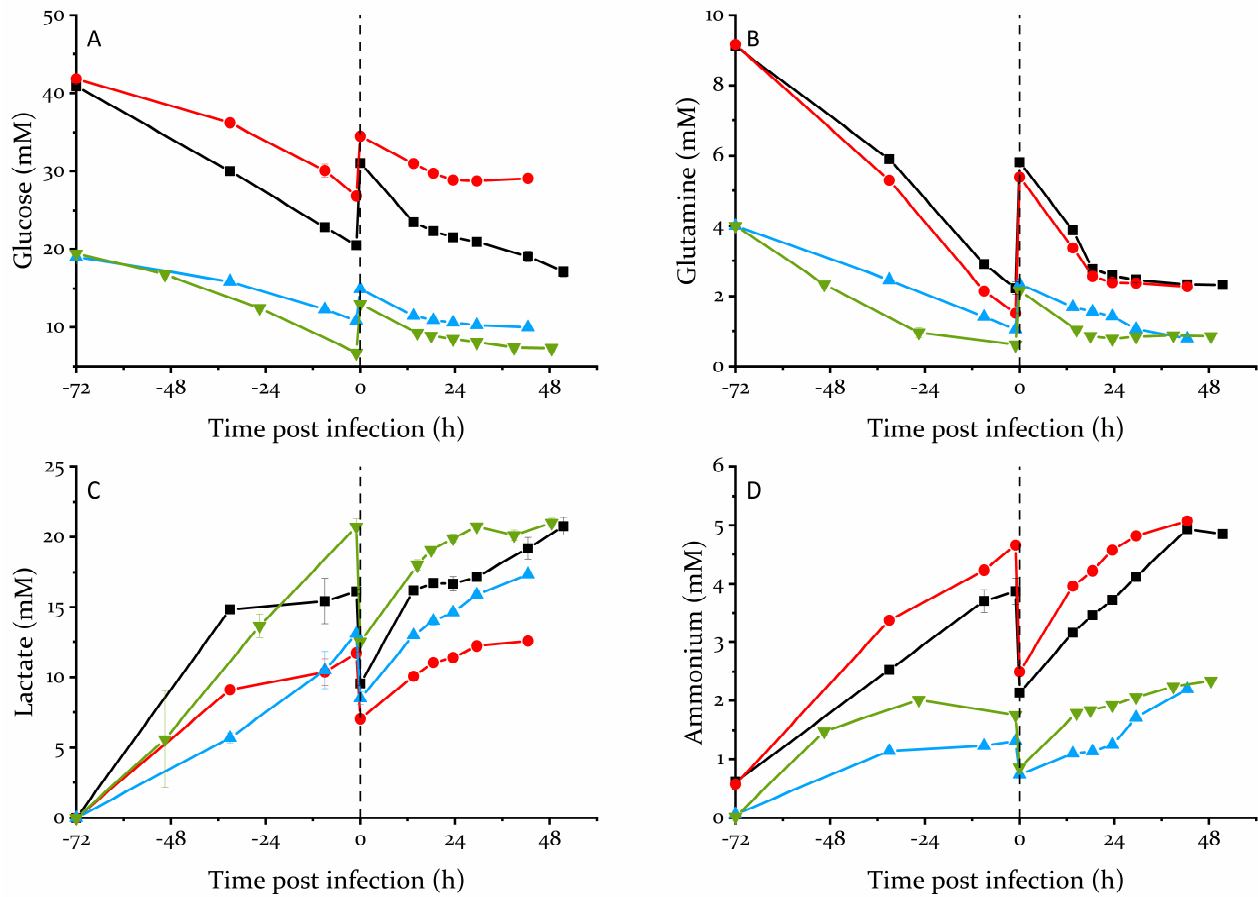 A
Glucose (mM)
50
40
30
20
10
-72 -48 -24 0 24 48
Time post infection (h)
B
Glutamine (mM)
10
8
6
4
2
0
-72 -48 -24 0 24 48
Time post infection (h)
C
Lactate (mM)
25
20
15
10
5
0
-72 -48 -24 0 24 48
Time post infection (h)
D
Ammonium (mM)
6
5
4
3
2
1
0
-72 -48 -24 0 24 48
Time post infection (h)